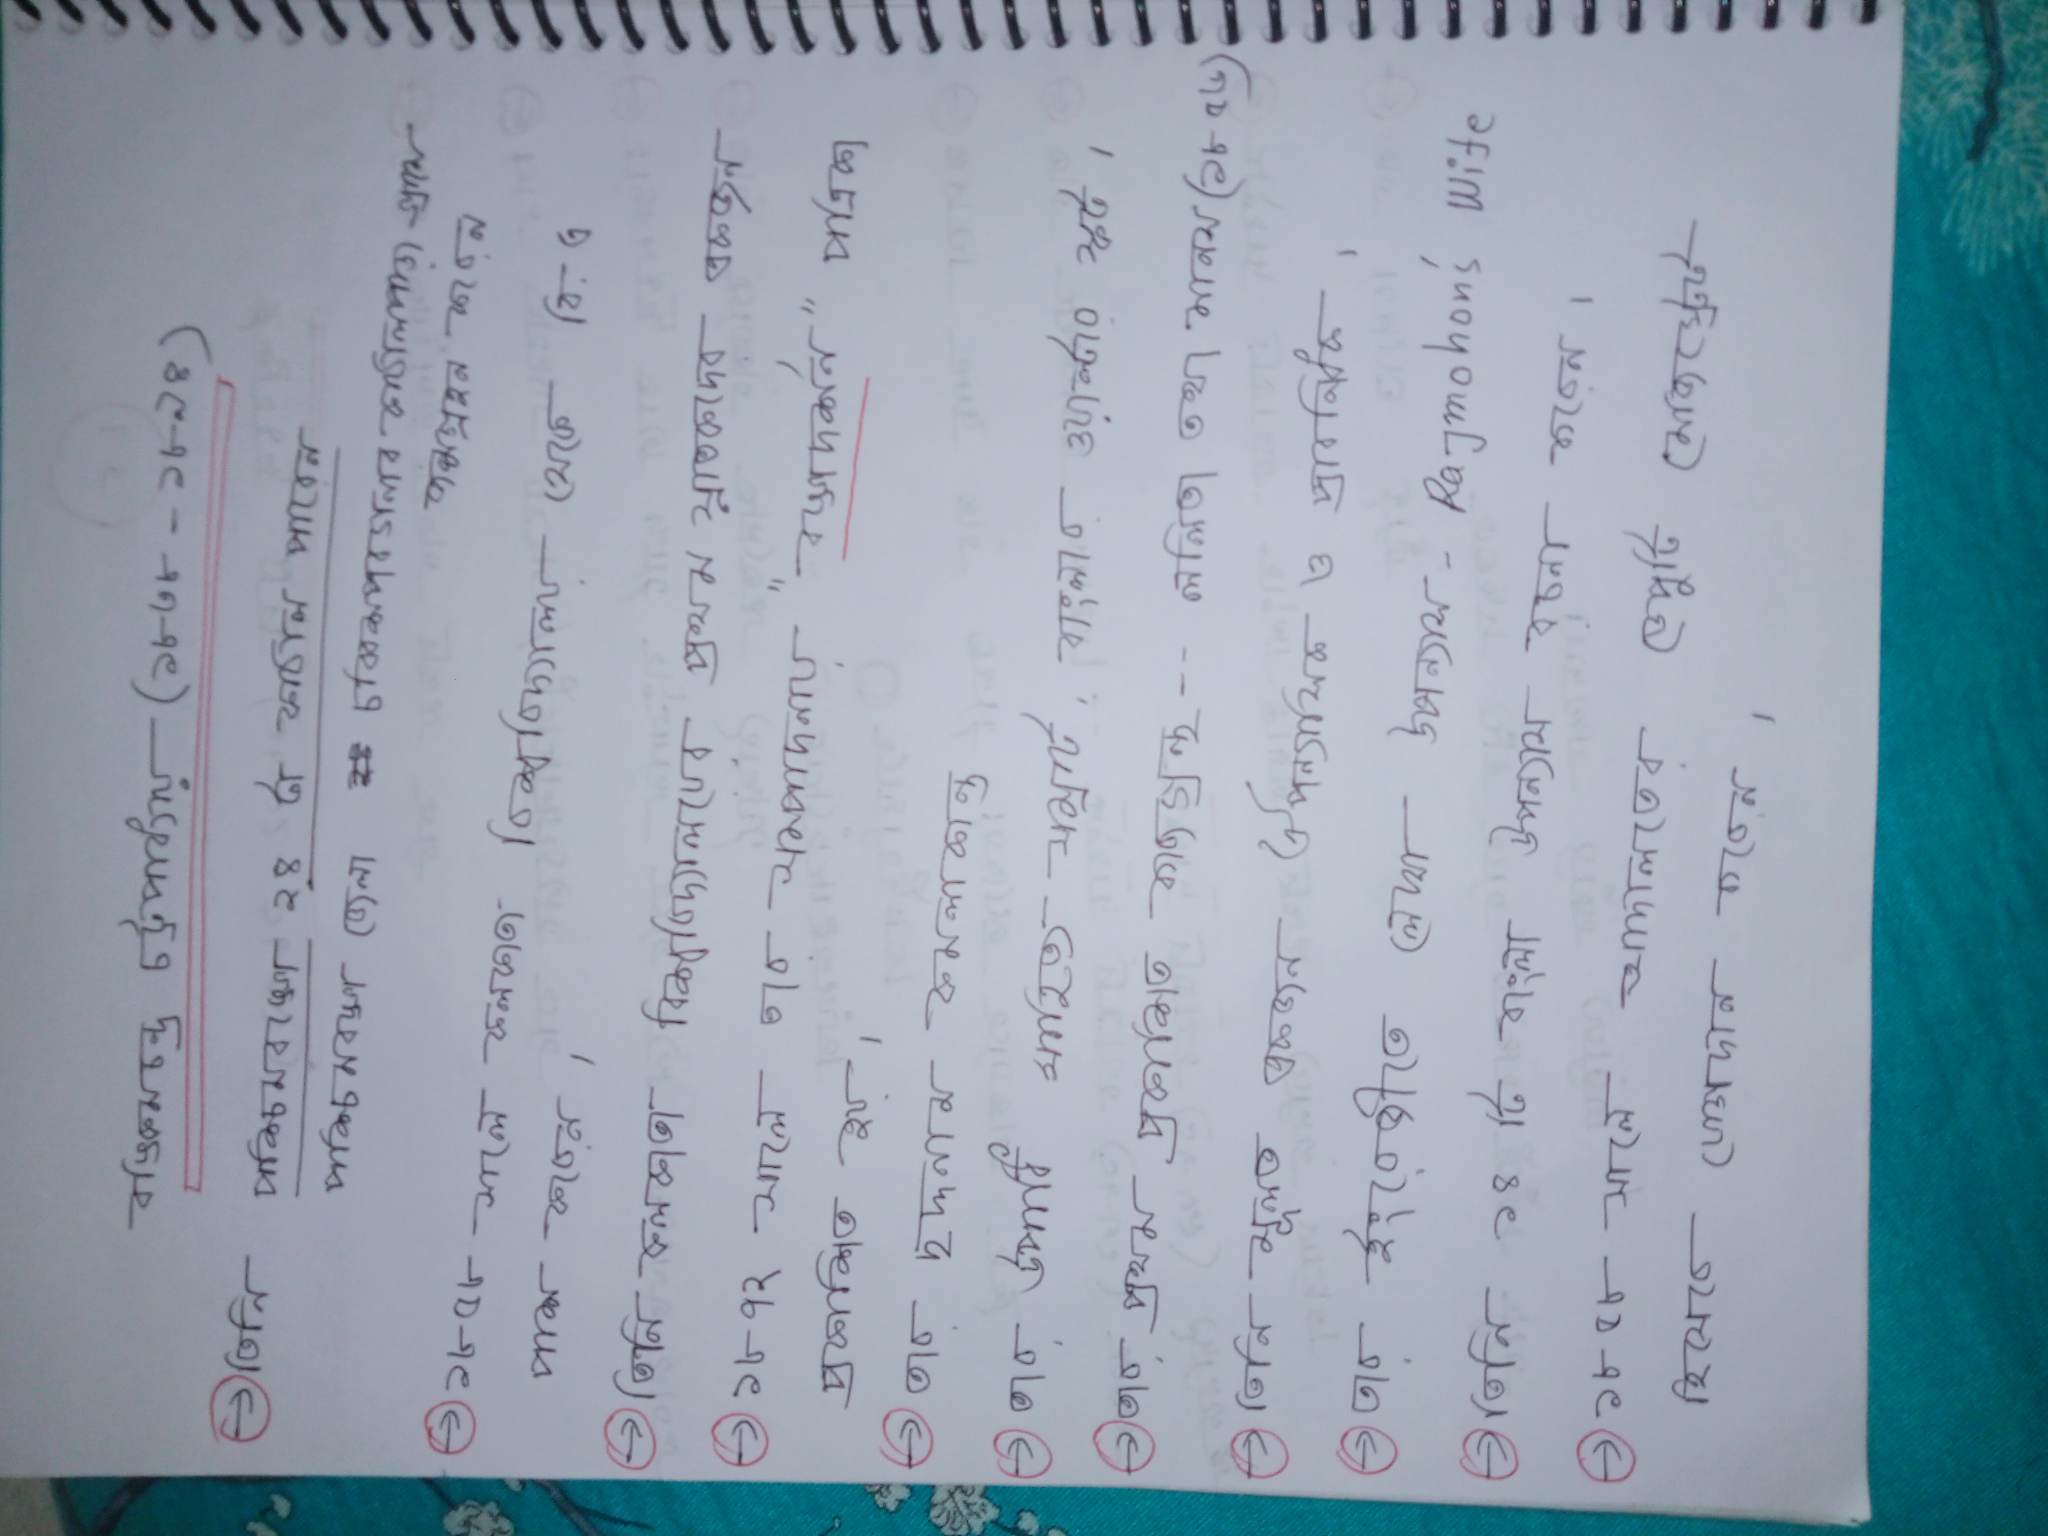 বঙ্কিমচন্দ্র চট্টোপাধ্যায় (১৮৩৮ - ১৮৯৪)
তিনি পশ্চিমবঙ্গে ২৪ টা কাঠাল পারেন
পশ্চিমবঙ্গ জেলা চব্বিশপরগনার কাঠালপাড়া গ্রামে
জন্মগ্রহন করেন
১৮৫৮ সালে কলকাতা বিশ্ববিদ্যালয় থেকে বি. এ
পাশ করেন।
তিনি কলকাতা বিশ্ববিদ্যালয়ের প্রথম স্নাতকদের একজন
১৮৭২ সালে তার সম্পাদনায় "বঙ্গদর্শন" পত্রিকা
প্রকাশিত হয়।
তার ছদ্দনাম কমলাকান্ত
তার উপাধি সাহিত্য সম্রাট, বাংলার ওয়াল্টার স্কট।
তার প্রথম প্রকাশিত কাব্যগ্রন্থ -- ললিতা তথা মানস (১৮৫৬)
তিনি মূলত একজন ঔপন্যাসিক ও প্রাবন্ধিক।
তার ইংরেজীতে লেখা উপন্যাস - Rajmohon's Wife
তিনি ১৪ টি বাংলা উপন্যাস রচনা করেন।
১৮৫৮ সালে আদালতের ডেপুটি মেজিস্ট্রেট
হিসেবে যোগদান করেন।